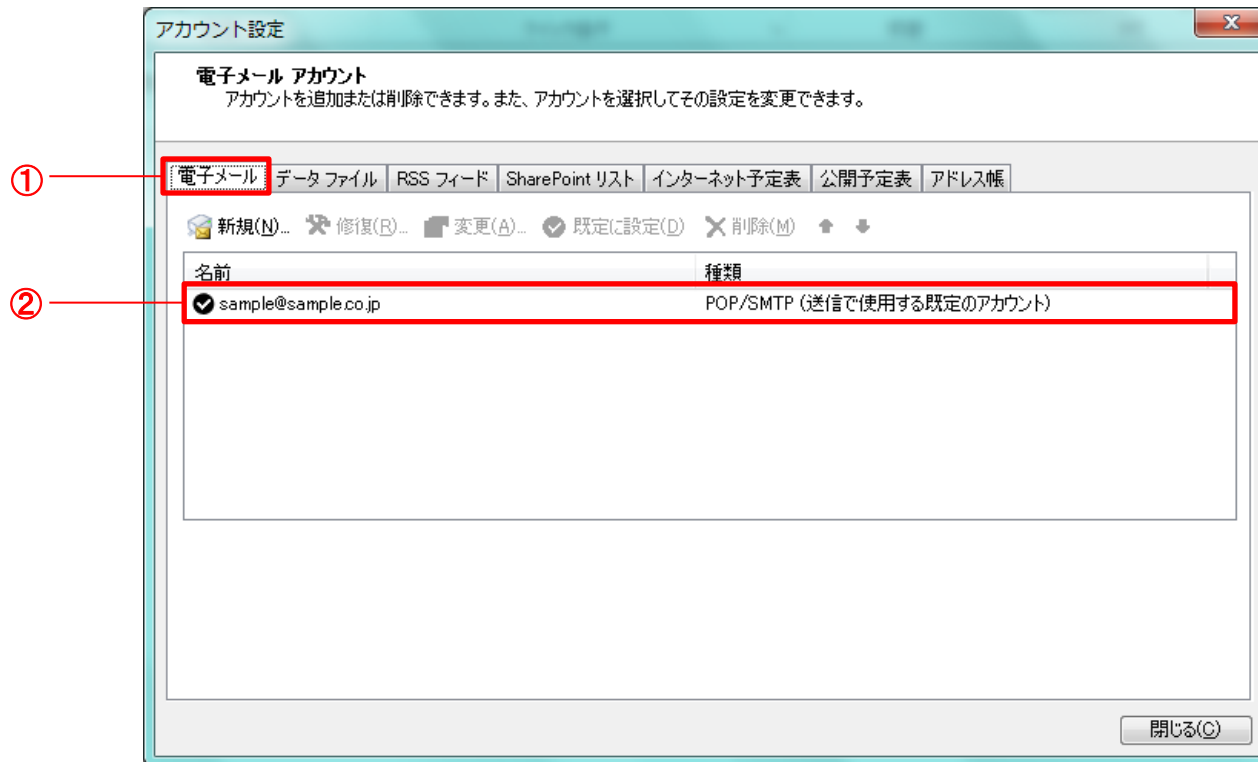 アカウント設定
電子メール アカウント
アカウントを追加または削除できます。また、アカウントを選択してその設定を変更できます。
① 電子メール データ ファイル RSS フィード SharePoint リスト インターネット予定表 公開予定表 アドレス帳
新規(N)... 修復(R)... 変更(A)... 既定に設定(D) 削除(M)
名前 種類
② sample@sample.co.jp POP/SMTP (送信で使用する既定のアカウント)
閉じる(C)